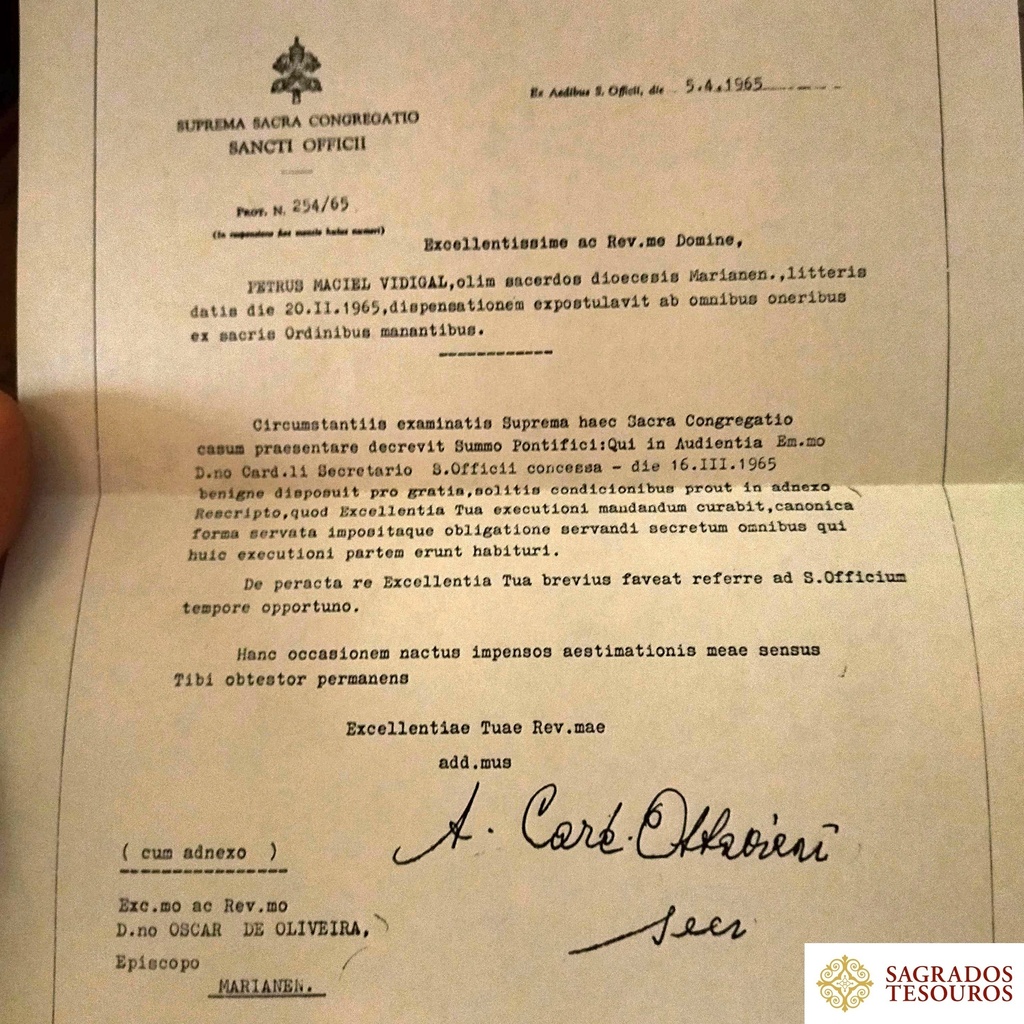 Ex Aedibus S. Officii, die 5.4.1965
SUPREMA SACRA CONGREGATIO
SANCTI OFFICII
PROT. N. 254/65
(In responsione fiat mentio huius numeri)
Excellentissime ac Rev.me Domine,
PETRUS MACIEL VIDIGAL,olim sacerdos dioecesis Marianen.,litteris
datis die 20.II.1965,dispensationem expostulavit ab omnibus oneribus
ex sacris Ordinibus manantibus.
Circumstantiis examinatis Suprema haec Sacra Congregatio
casum praesentare decrevit Summo Pontifici:Qui in Audientia Em.mo
D.no Card.li Secretario S.Officii concessa - die 16.III.1965
benigne disposuit pro gratia,solitis condicionibus prout in adnexo
Rescripto,quod Excellentia Tua executioni mandandum curabit,canonica
forma servata impositaque obligatione servandi secretum omnibus qui
huic executioni partem erunt habituri.
De peracta re Excellentia Tua brevius faveat referre ad S.Officium
tempore opportuno.
Hanc occasionem nactus impensos aestimationis meae sensus
Tibi obtestor permanens
Excellentiae Tuae Rev.mae
add.mus
A. Card. Ottaviani
secr
( cum adnexo )
Exc.mo ac Rev.mo
D.no OSCAR DE OLIVEIRA,
Episcopo
MARIANEN.
SAGRADOS
TESOUROS